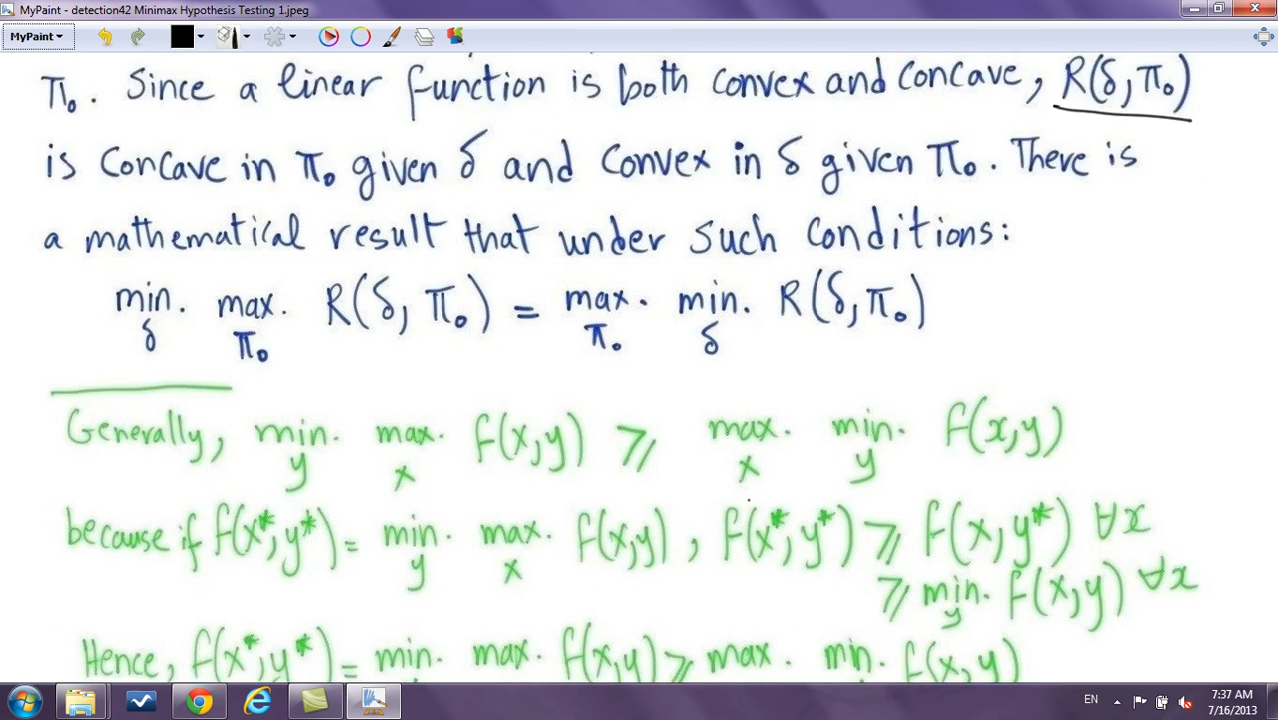 MyPaint - detection42 Minimax Hypothesis Testing 1.jpeg
MyPaint
π₀. Since a linear function is both convex and concave, R(δ, π₀)
is concave in π₀ given δ and convex in δ given π₀. There is
a mathematical result that under such conditions:
min. max. R(δ, π₀) = max. min. R(δ, π₀)
δ π₀ π₀ δ
Generally, min. max. f(x,y) ⩾ max. min. f(x,y)
y x x y
because if f(x*,y*) = min. max. f(x,y), f(x*,y*) ⩾ f(x,y*) ∀x
y x
⩾ min. f(x,y) ∀x
y
Hence, f(x*,y*) = min. max. f(x,y) ⩾ max. min. f(x,y)
EN
7:37 AM
7/16/2013